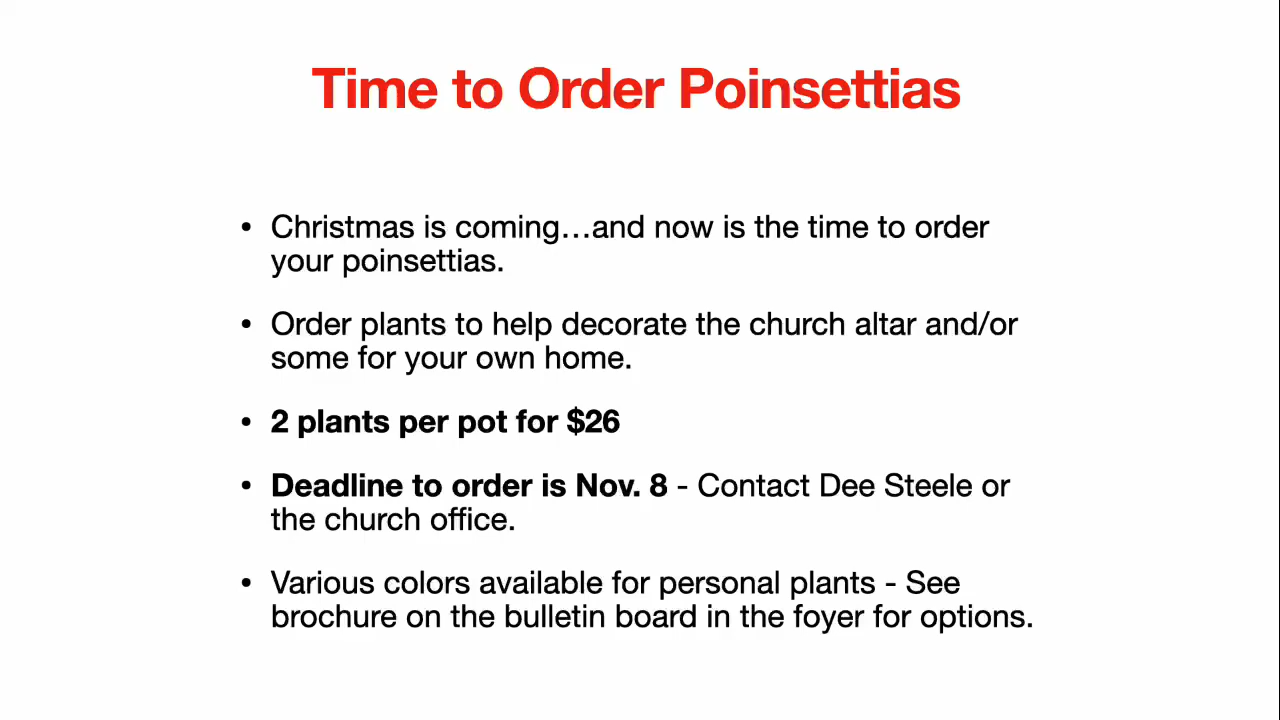 Time to Order Poinsettias
• Christmas is coming…and now is the time to order
your poinsettias.
• Order plants to help decorate the church altar and/or
some for your own home.
• 2 plants per pot for $26
• Deadline to order is Nov. 8 - Contact Dee Steele or
the church office.
• Various colors available for personal plants - See
brochure on the bulletin board in the foyer for options.